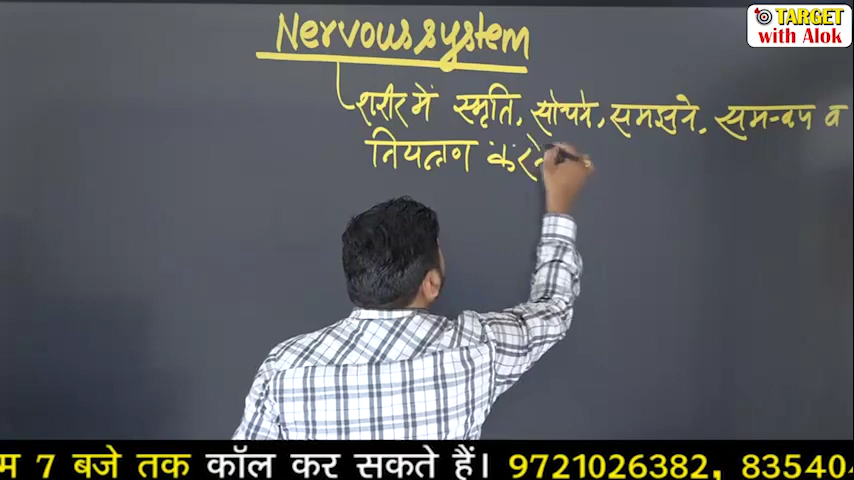 TARGET
with Alok
Nervous system
शरीर में स्मृति, सोचने, समझने, समन्वय व
नियन्त्रण करने
म 7 बजे तक कॉल कर सकते हैं। 9721026382, 83540